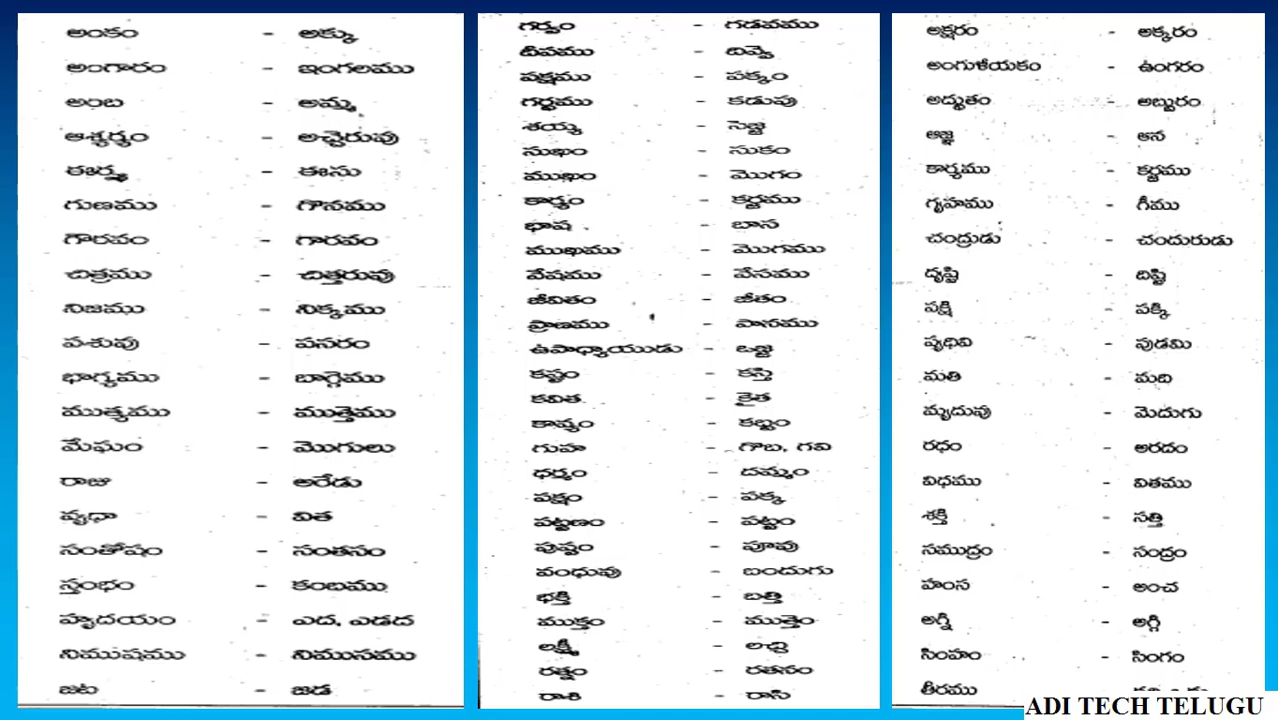 అంకం - అక్కు
అంగారం - ఇంగలము
అంబ - అమ్మ
ఆశ్చర్యం - అచ్చెరువు
ఈర్ష్య - ఈసు
గుణము - గొనము
గౌరవం - గారవం
చిత్రము - చిత్తరువు
నిజము - నిక్కము
పశువు - పసరం
భాగ్యము - బాగ్గెము
ముత్యము - ముత్తెము
మేఘం - మొగులు
రాజు - అరేడు
వ్యధా - విత
సంతోషం - సంతసం
స్తంభం - కంబము
హృదయం - ఎద, ఎడద
నిముషము - నిముసము
జట - జడ
గర్వం - గడవము
దీపము - దివ్వె
పక్షము - పక్కం
గర్భము - కడుపు
శయ్య - సెజ్జ
సుఖం - సుకం
ముఖం - మొగం
కార్యం - కర్జము
భాష - బాస
ముఖము - మొగము
వేషము - వేసము
జీవితం - జీతం
ప్రాణము - పానము
ఉపాధ్యాయుడు - ఒజ్జ
కష్టం - కస్తి
కవిత - కైత
కావ్యం - కబ్బం
గుహ - గొబ, గవి
ధర్మం - దమ్మం
పక్షం - పక్క
పట్టణం - పట్టం
పుష్పం - పూవు
బంధువు - బందుగు
భక్తి - బత్తి
ముక్తం - ముత్తెం
లక్ష్మీ - లచ్చి
రత్నం - రతనం
రాశి - రాసి
అక్షరం - అక్కరం
అంగుళీయకం - ఉంగరం
అద్భుతం - అబ్బురం
ఆజ్ఞ - ఆన
కార్యము - కర్జము
గృహము - గీము
చంద్రుడు - చందురుడు
దృష్టి - దిష్టి
పక్షి - పక్కి
పృథివి - పుడమి
మతి - మది
మృదువు - మెదుగు
రధం - అరదం
విధము - వితము
శక్తి - సత్తి
సముద్రం - సంద్రం
హంస - అంచ
అగ్ని - అగ్గి
సింహం - సింగం
తీరము -
ADI TECH TELUGU